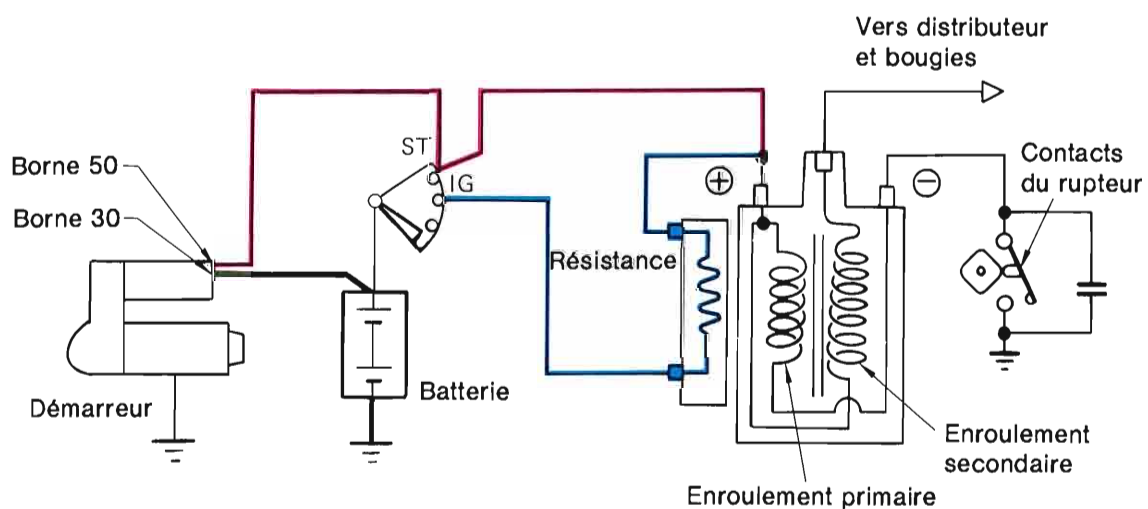 Vers distributeur
et bougies
ST
Contacts
du rupteur
Borne 50
IG
+
−
Borne 30
Résistance
Batterie
Démarreur
Enroulement
secondaire
Enroulement primaire